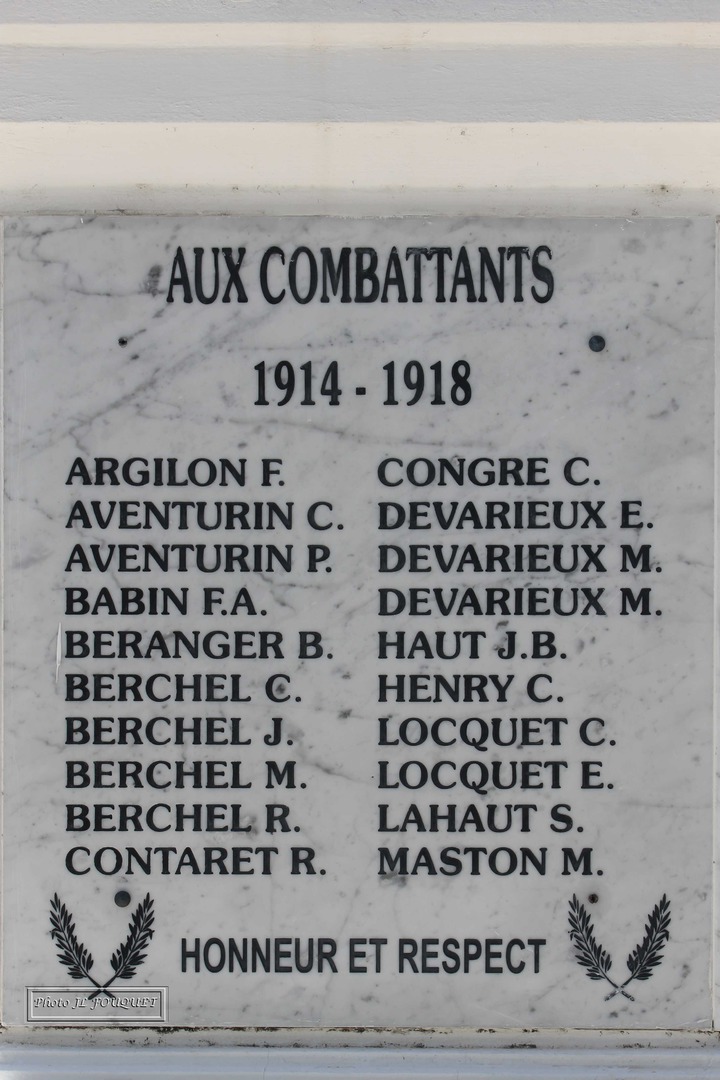 AUX COMBATTANTS
1914 - 1918
ARGILON F.
AVENTURIN C.
AVENTURIN P.
BABIN F.A.
BERANGER B.
BERCHEL C.
BERCHEL J.
BERCHEL M.
BERCHEL R.
CONTARET R.
CONGRE C.
DEVARIEUX E.
DEVARIEUX M.
DEVARIEUX M.
HAUT J.B.
HENRY C.
LOCQUET C.
LOCQUET E.
LAHAUT S.
MASTON M.
HONNEUR ET RESPECT
Photo JL FOUQUET